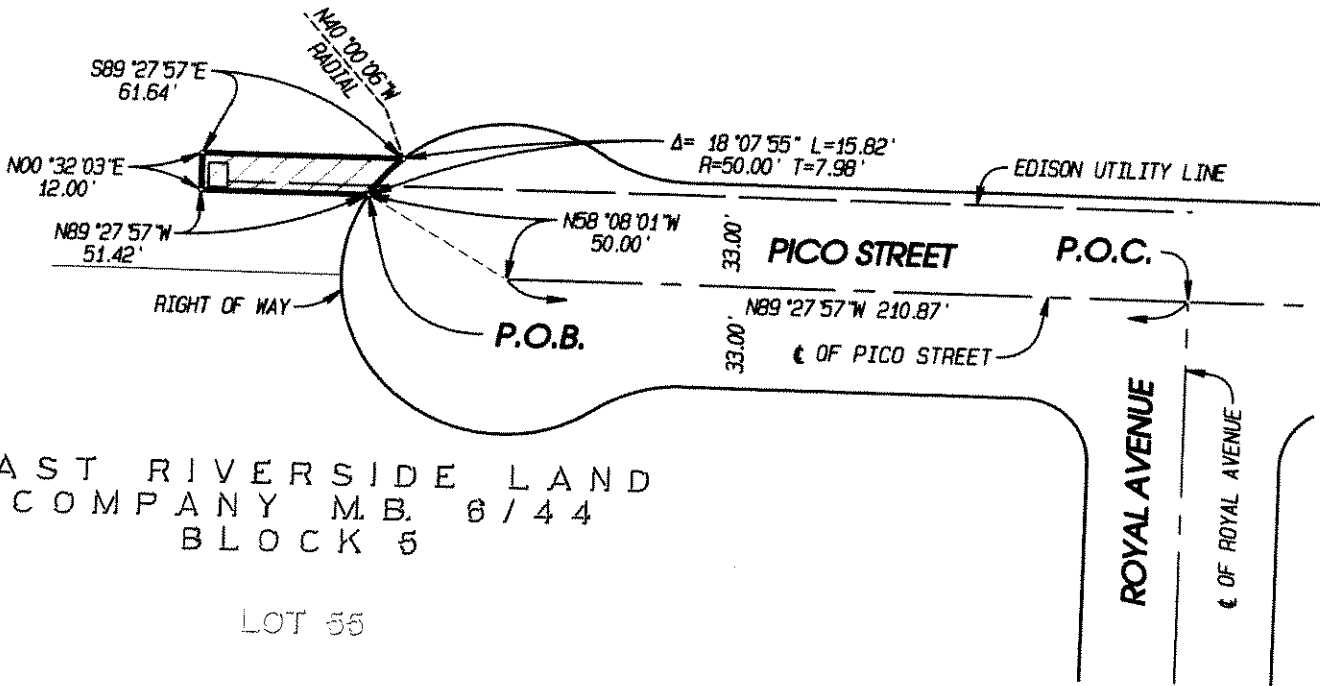 N40°00'06"W
RADIAL
S89°27'57"E
61.64'
N00°32'03"E
12.00'
N89°27'57"W
51.42'
RIGHT OF WAY
P.O.B.
Δ= 18°07'55" L=15.82'
R=50.00' T=7.98'
N58°08'01"W
50.00'
EDISON UTILITY LINE
33.00'
PICO STREET
P.O.C.
N89°27'57"W 210.87'
33.00'
℄ OF PICO STREET
ROYAL AVENUE
℄ OF ROYAL AVENUE
AST RIVERSIDE LAND
COMPANY M.B. 6/44
BLOCK 5
LOT 55